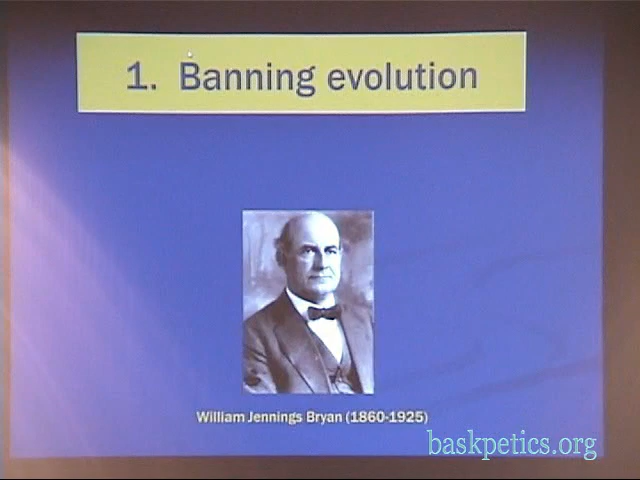 1. Banning evolution
William Jennings Bryan (1860-1925)
baskpetics.org